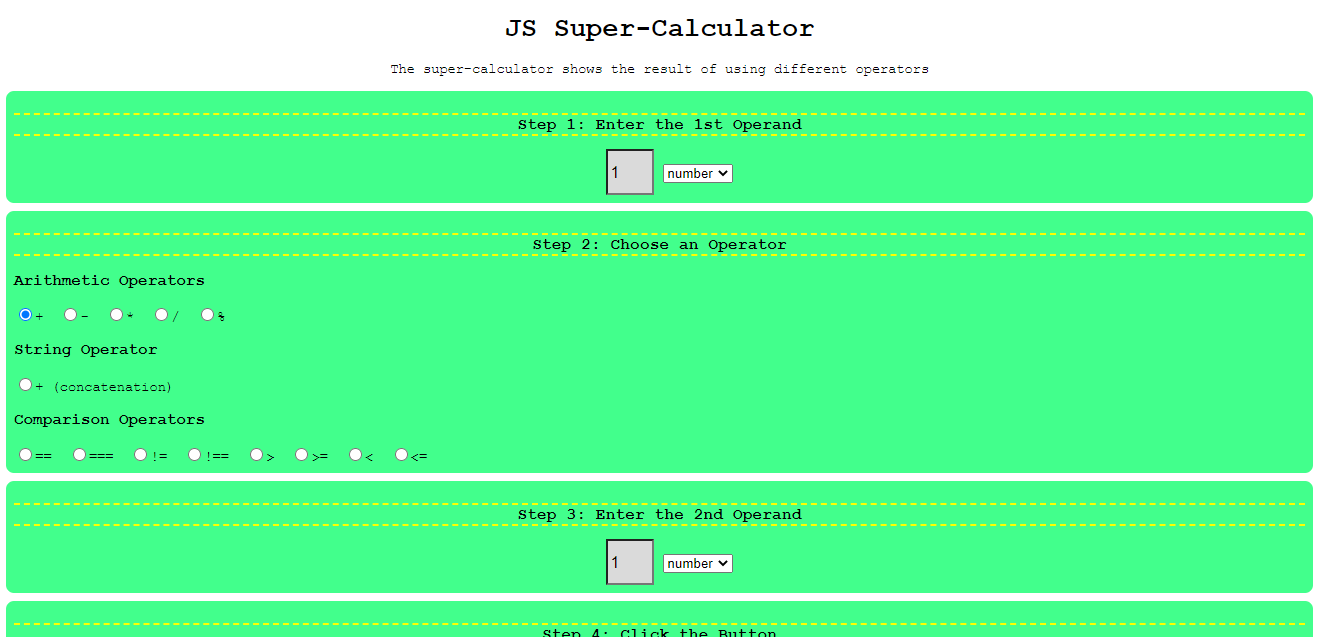 JS Super-Calculator
The super-calculator shows the result of using different operators
Step 1: Enter the 1st Operand
1 number
Step 2: Choose an Operator
Arithmetic Operators
+ - * / %
String Operator
+ (concatenation)
Comparison Operators
== === != !== > >= < <=
Step 3: Enter the 2nd Operand
1 number
Step 4: Click the Button